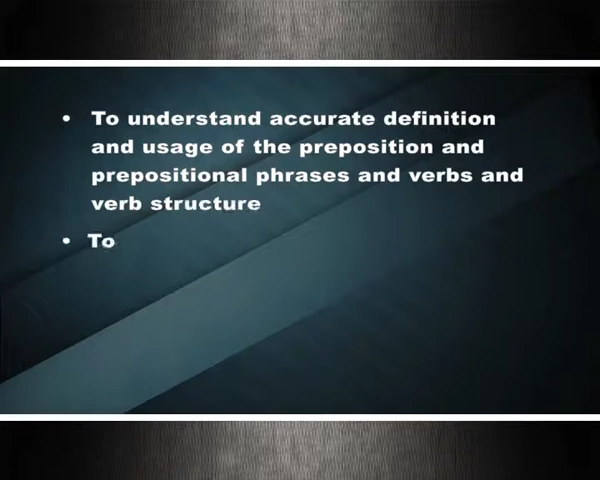 • To understand accurate definition
and usage of the preposition and
prepositional phrases and verbs and
verb structure
• To